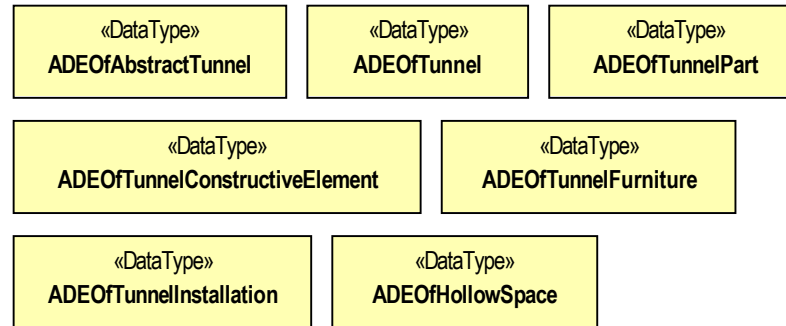 «DataType»
ADEOfAbstractTunnel
«DataType»
ADEOfTunnel
«DataType»
ADEOfTunnelPart
«DataType»
ADEOfTunnelConstructiveElement
«DataType»
ADEOfTunnelFurniture
«DataType»
ADEOfTunnelInstallation
«DataType»
ADEOfHollowSpace